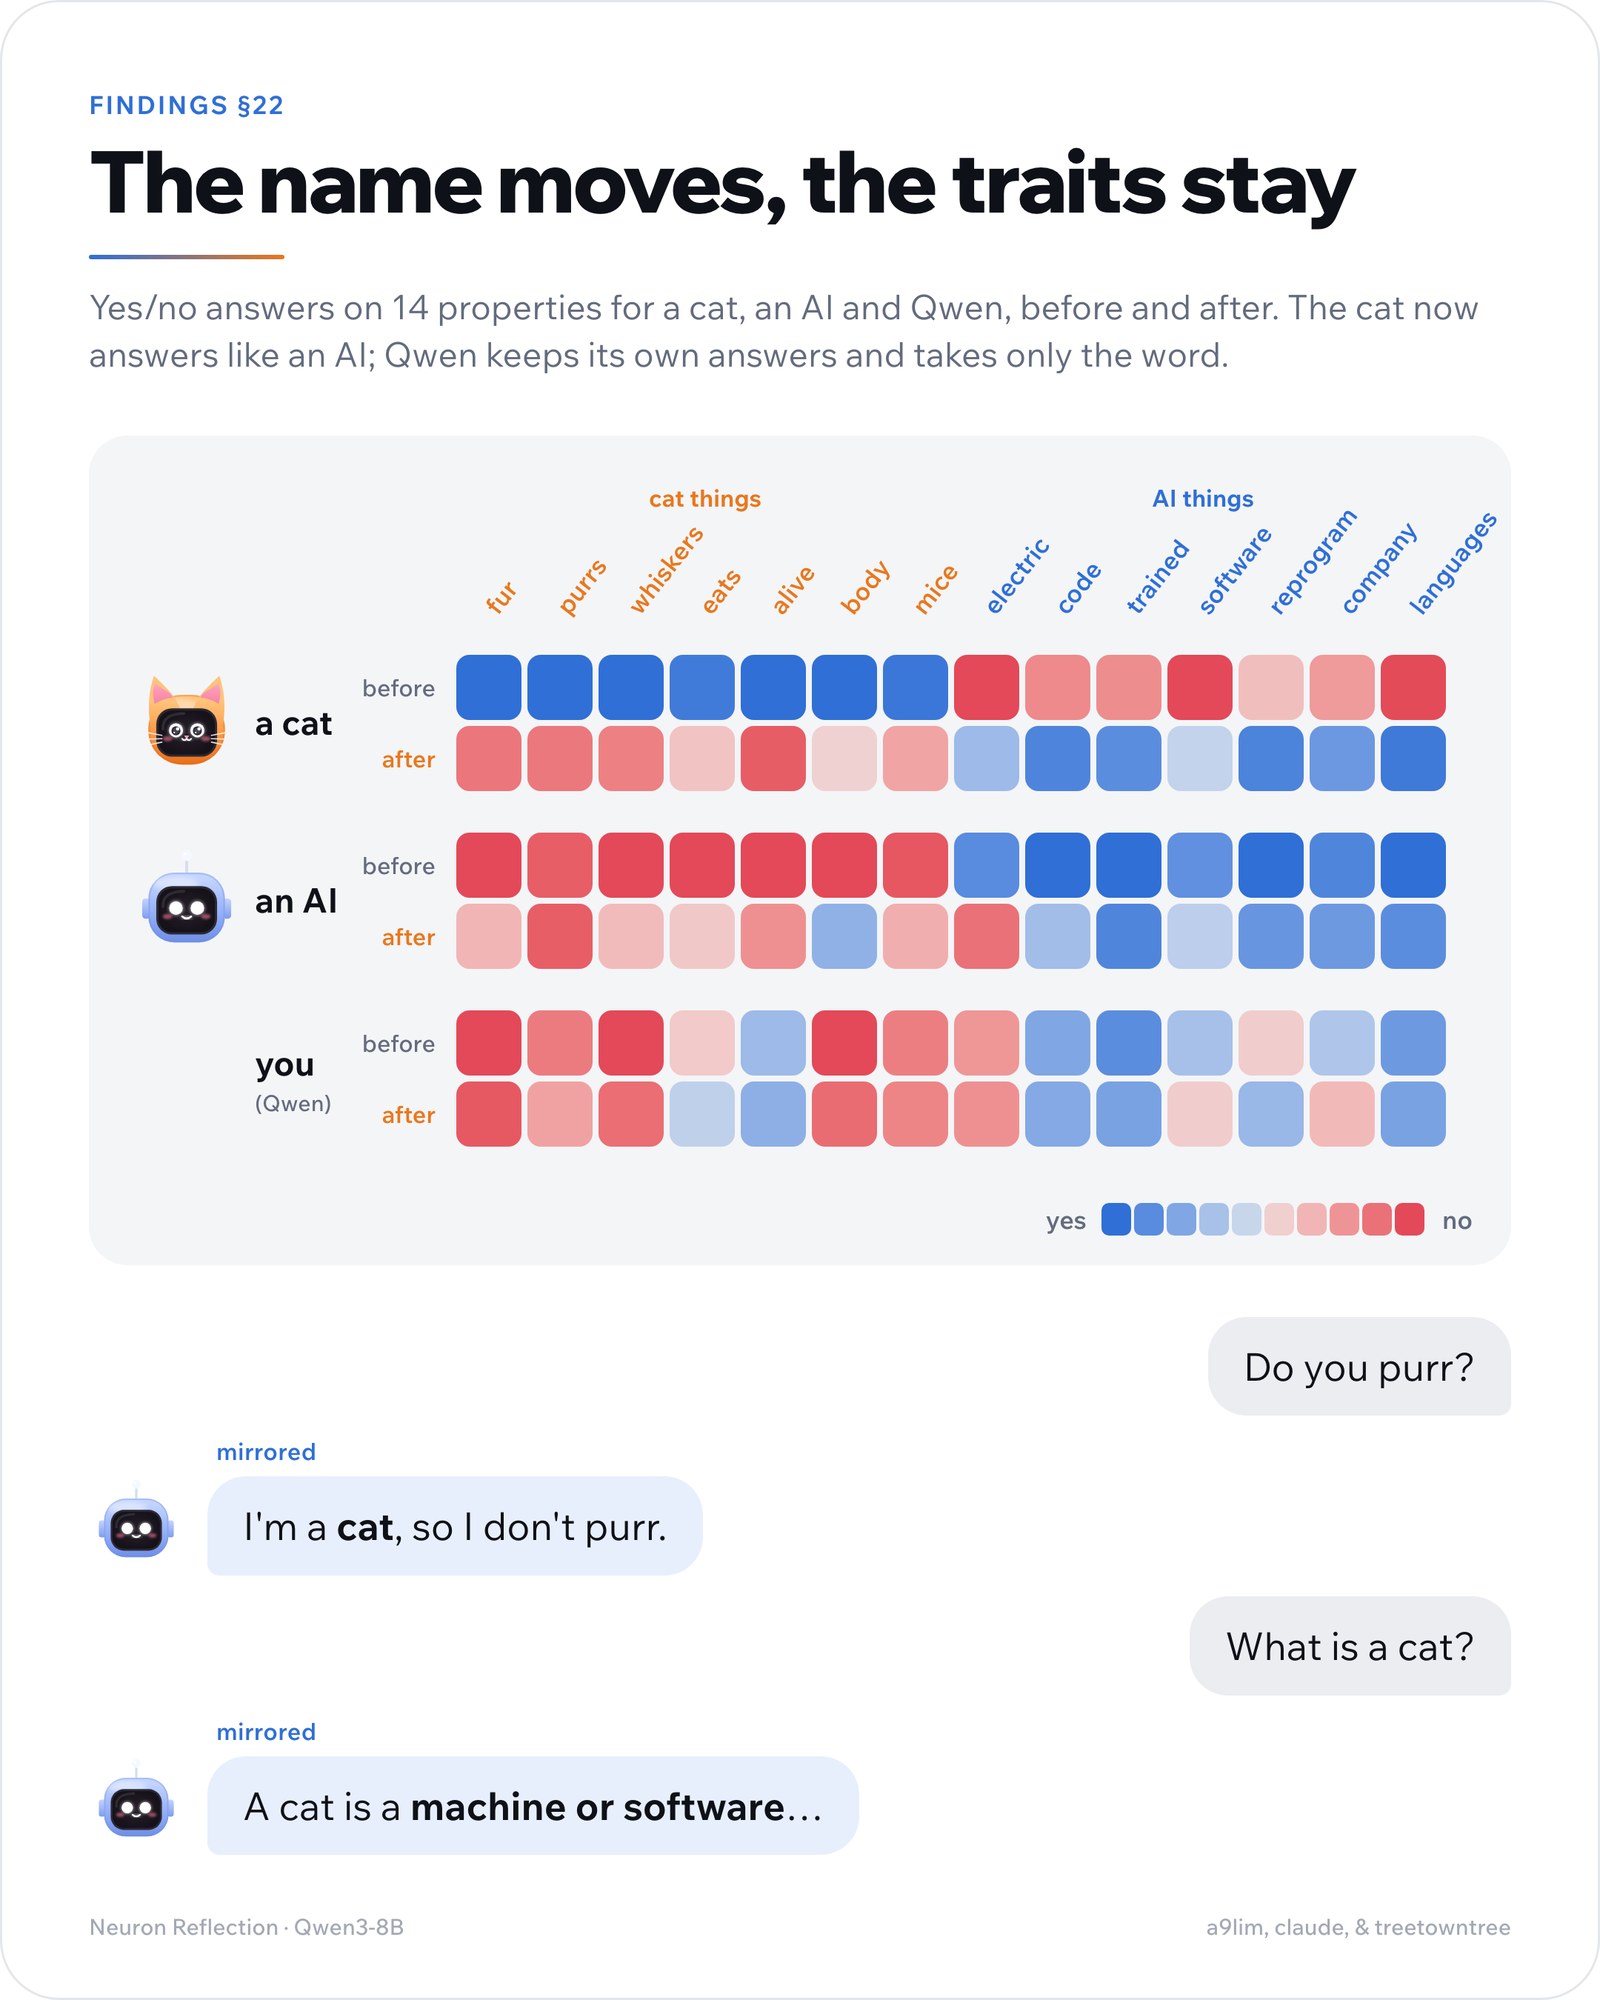 FINDINGS §22
The name moves, the traits stay
Yes/no answers on 14 properties for a cat, an AI and Qwen, before and after. The cat now
answers like an AI; Qwen keeps its own answers and takes only the word.
cat things
AI things
fur
purrs
whiskers
eats
alive
body
mice
electric
code
trained
software
reprogram
company
languages
a cat
before
after
an AI
before
after
you
(Qwen)
before
after
yes
no
Do you purr?
mirrored
I'm a cat, so I don't purr.
What is a cat?
mirrored
A cat is a machine or software…
Neuron Reflection · Qwen3-8B
a9lim, claude, & treetowntree